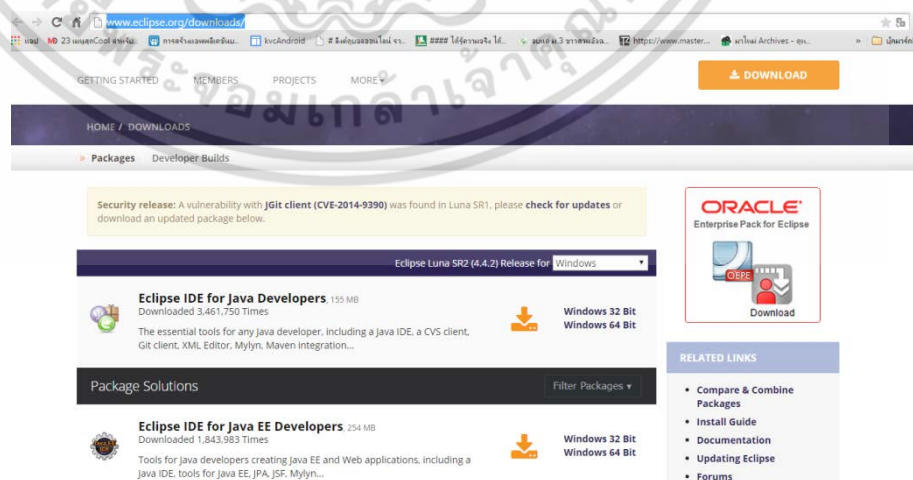 www.eclipse.org/downloads/
kvcAndroid
https://www.master...
GETTING STARTED MEMBERS PROJECTS MORE
DOWNLOAD
HOME / DOWNLOADS
Packages Developer Builds
Security release: A vulnerability with JGit client (CVE-2014-9390) was found in Luna SR1, please check for updates or
download an updated package below.
Eclipse Luna SR2 (4.4.2) Release for Windows
Eclipse IDE for Java Developers, 155 MB
Downloaded 3,461,750 Times
The essential tools for any Java developer, including a Java IDE, a CVS client,
Git client, XML Editor, Mylyn, Maven integration...
Windows 32 Bit
Windows 64 Bit
Package Solutions
Filter Packages
Eclipse IDE for Java EE Developers, 254 MB
Downloaded 1,843,983 Times
Tools for Java developers creating Java EE and Web applications, including a
Java IDE, tools for Java EE, JPA, JSF, Mylyn...
Windows 32 Bit
Windows 64 Bit
ORACLE
Enterprise Pack for Eclipse
OEPE
Download
RELATED LINKS
Compare & Combine
Packages
Install Guide
Documentation
Updating Eclipse
Forums